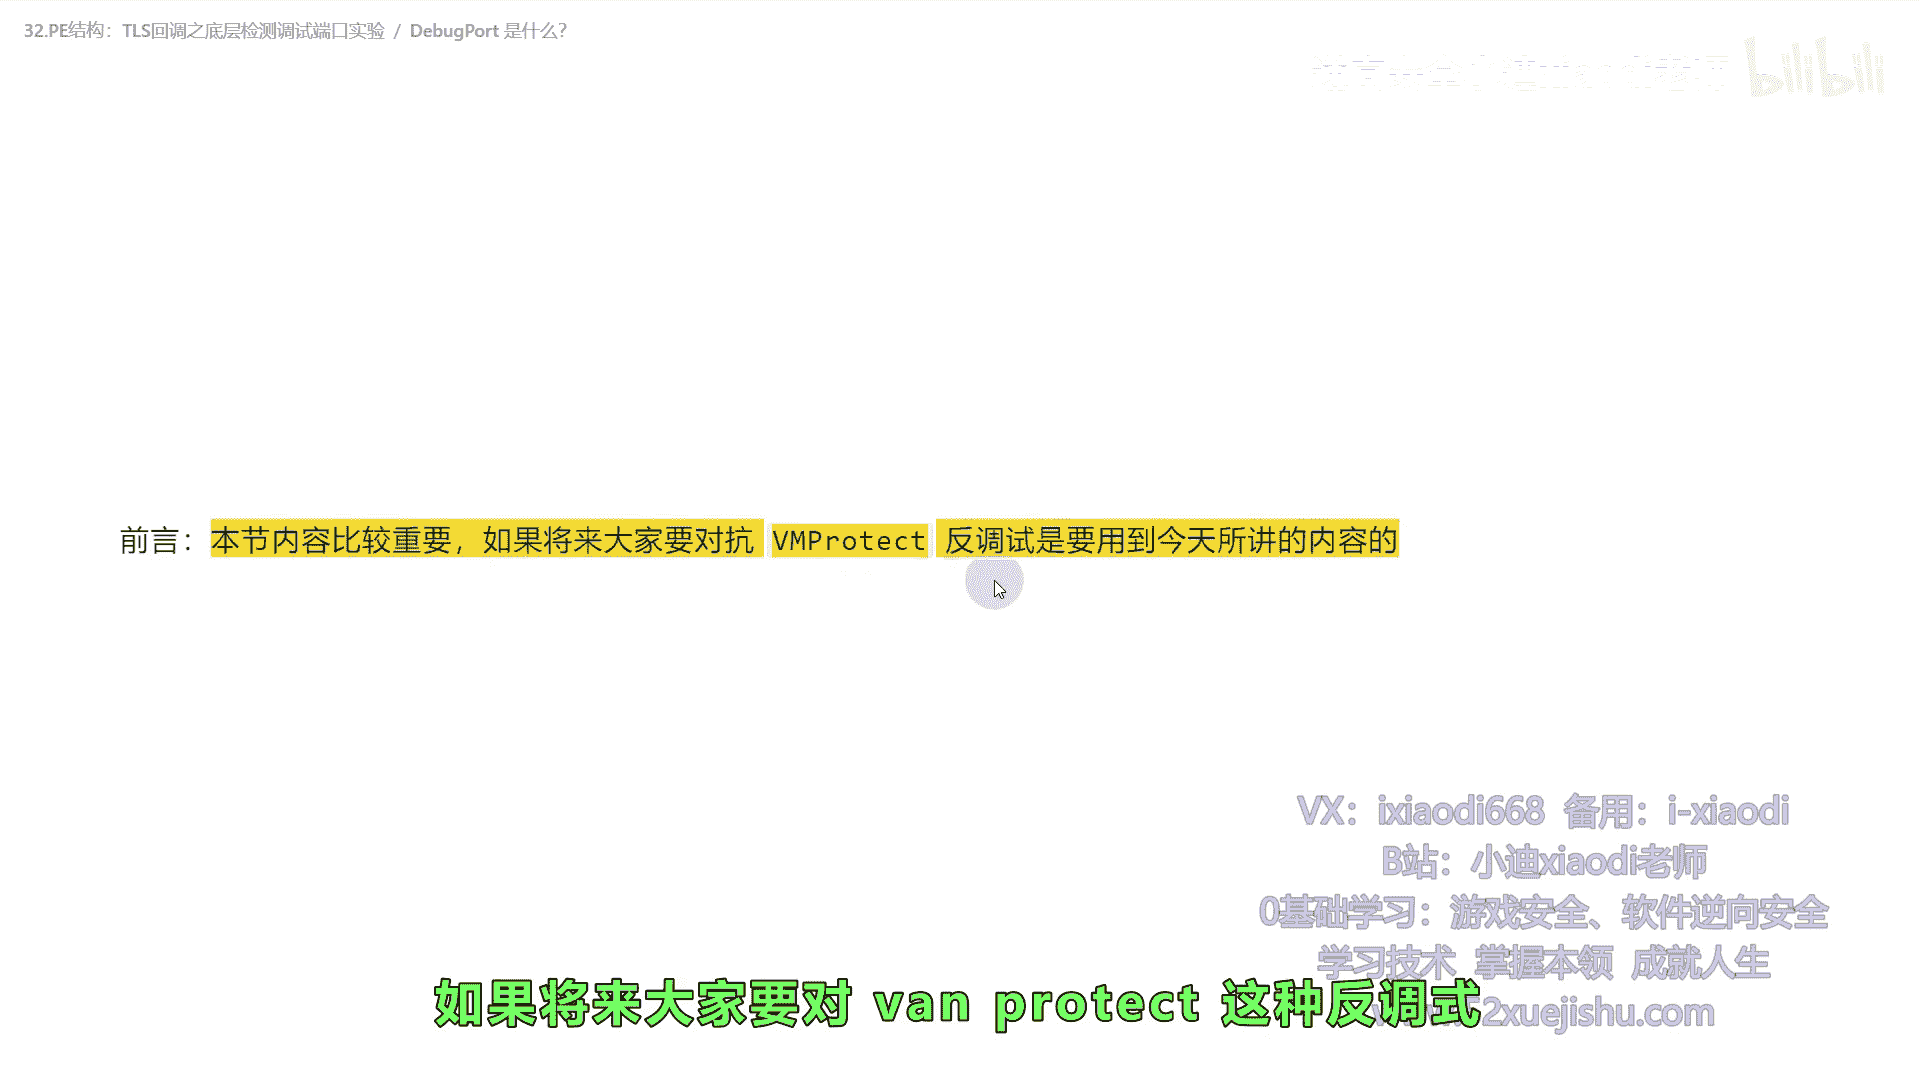 32.PE结构：TLS回调之底层检测调试端口实验 / DebugPort 是什么？
bilibili
前言：本节内容比较重要，如果将来大家要对抗 VMProtect 反调试是要用到今天所讲的内容的
VX：ixiaodi668 备用：i-xiaodi
B站：小迪xiaodi老师
0基础学习：游戏安全、软件逆向安全
学习技术 掌握本领 成就人生
如果将来大家要对 van protect 这种反调式
2xuejishu.com